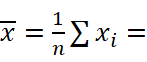 x̅ = 1/n ∑ xᵢ =